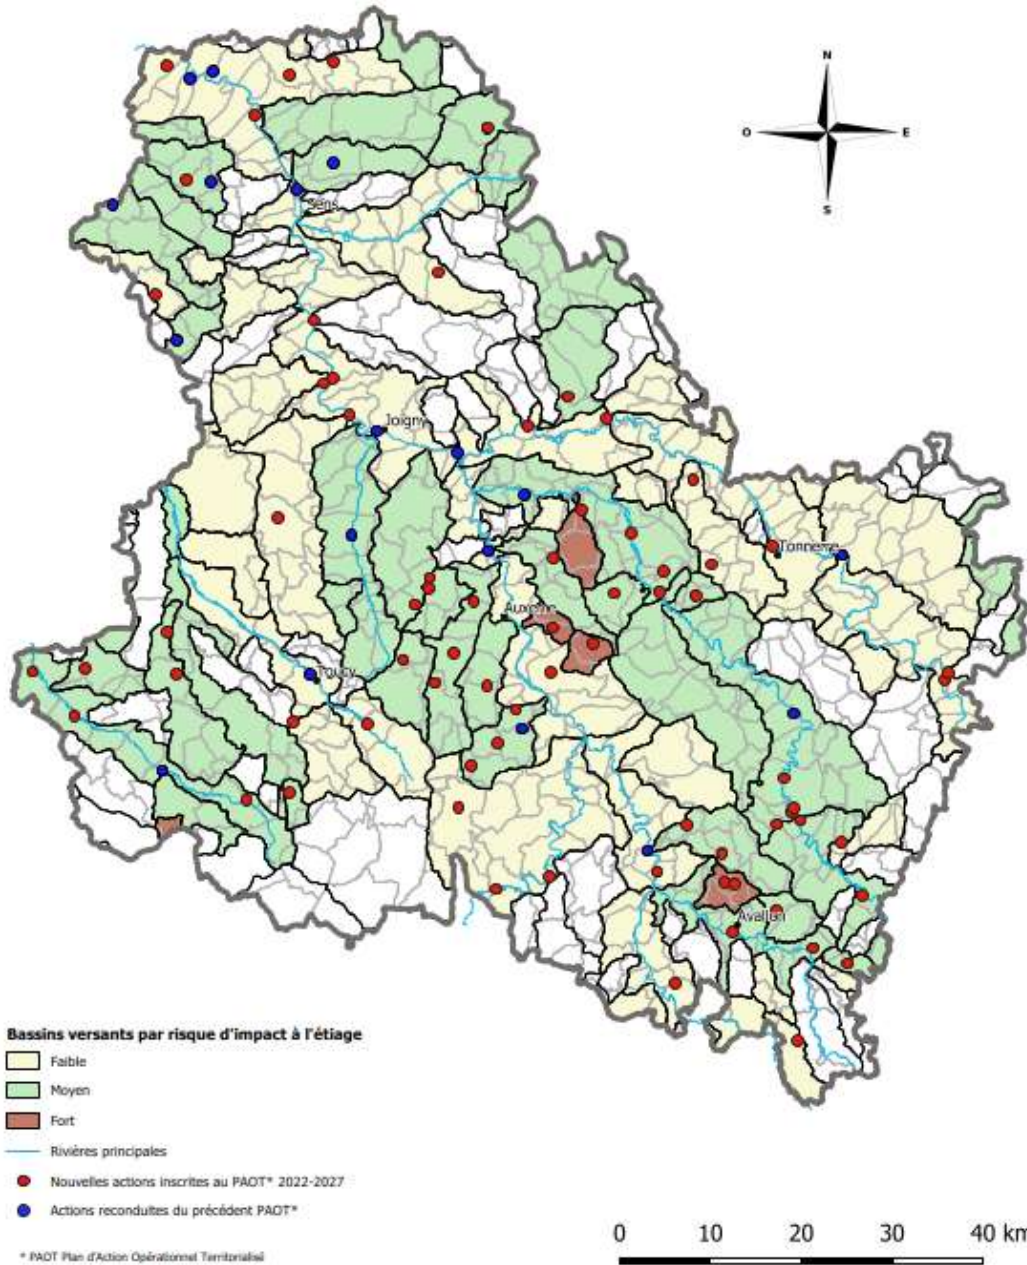 N
O
E
S
Sens
Joigny
Tonnerre
Auxerre
Toucy
Avallon
Bassins versants par risque d'impact à l'étiage
Faible
Moyen
Fort
Rivières principales
Nouvelles actions inscrites au PAOT* 2022-2027
Actions reconduites du précédent PAOT*
* PAOT Plan d'Action Opérationnel Territorialisé
0 10 20 30 40 km